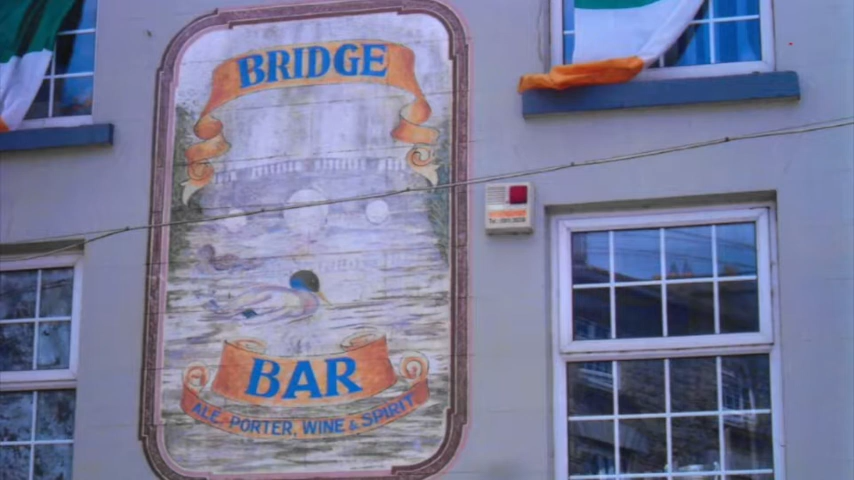 BRIDGE
BAR
ALE, PORTER, WINE & SPIRIT